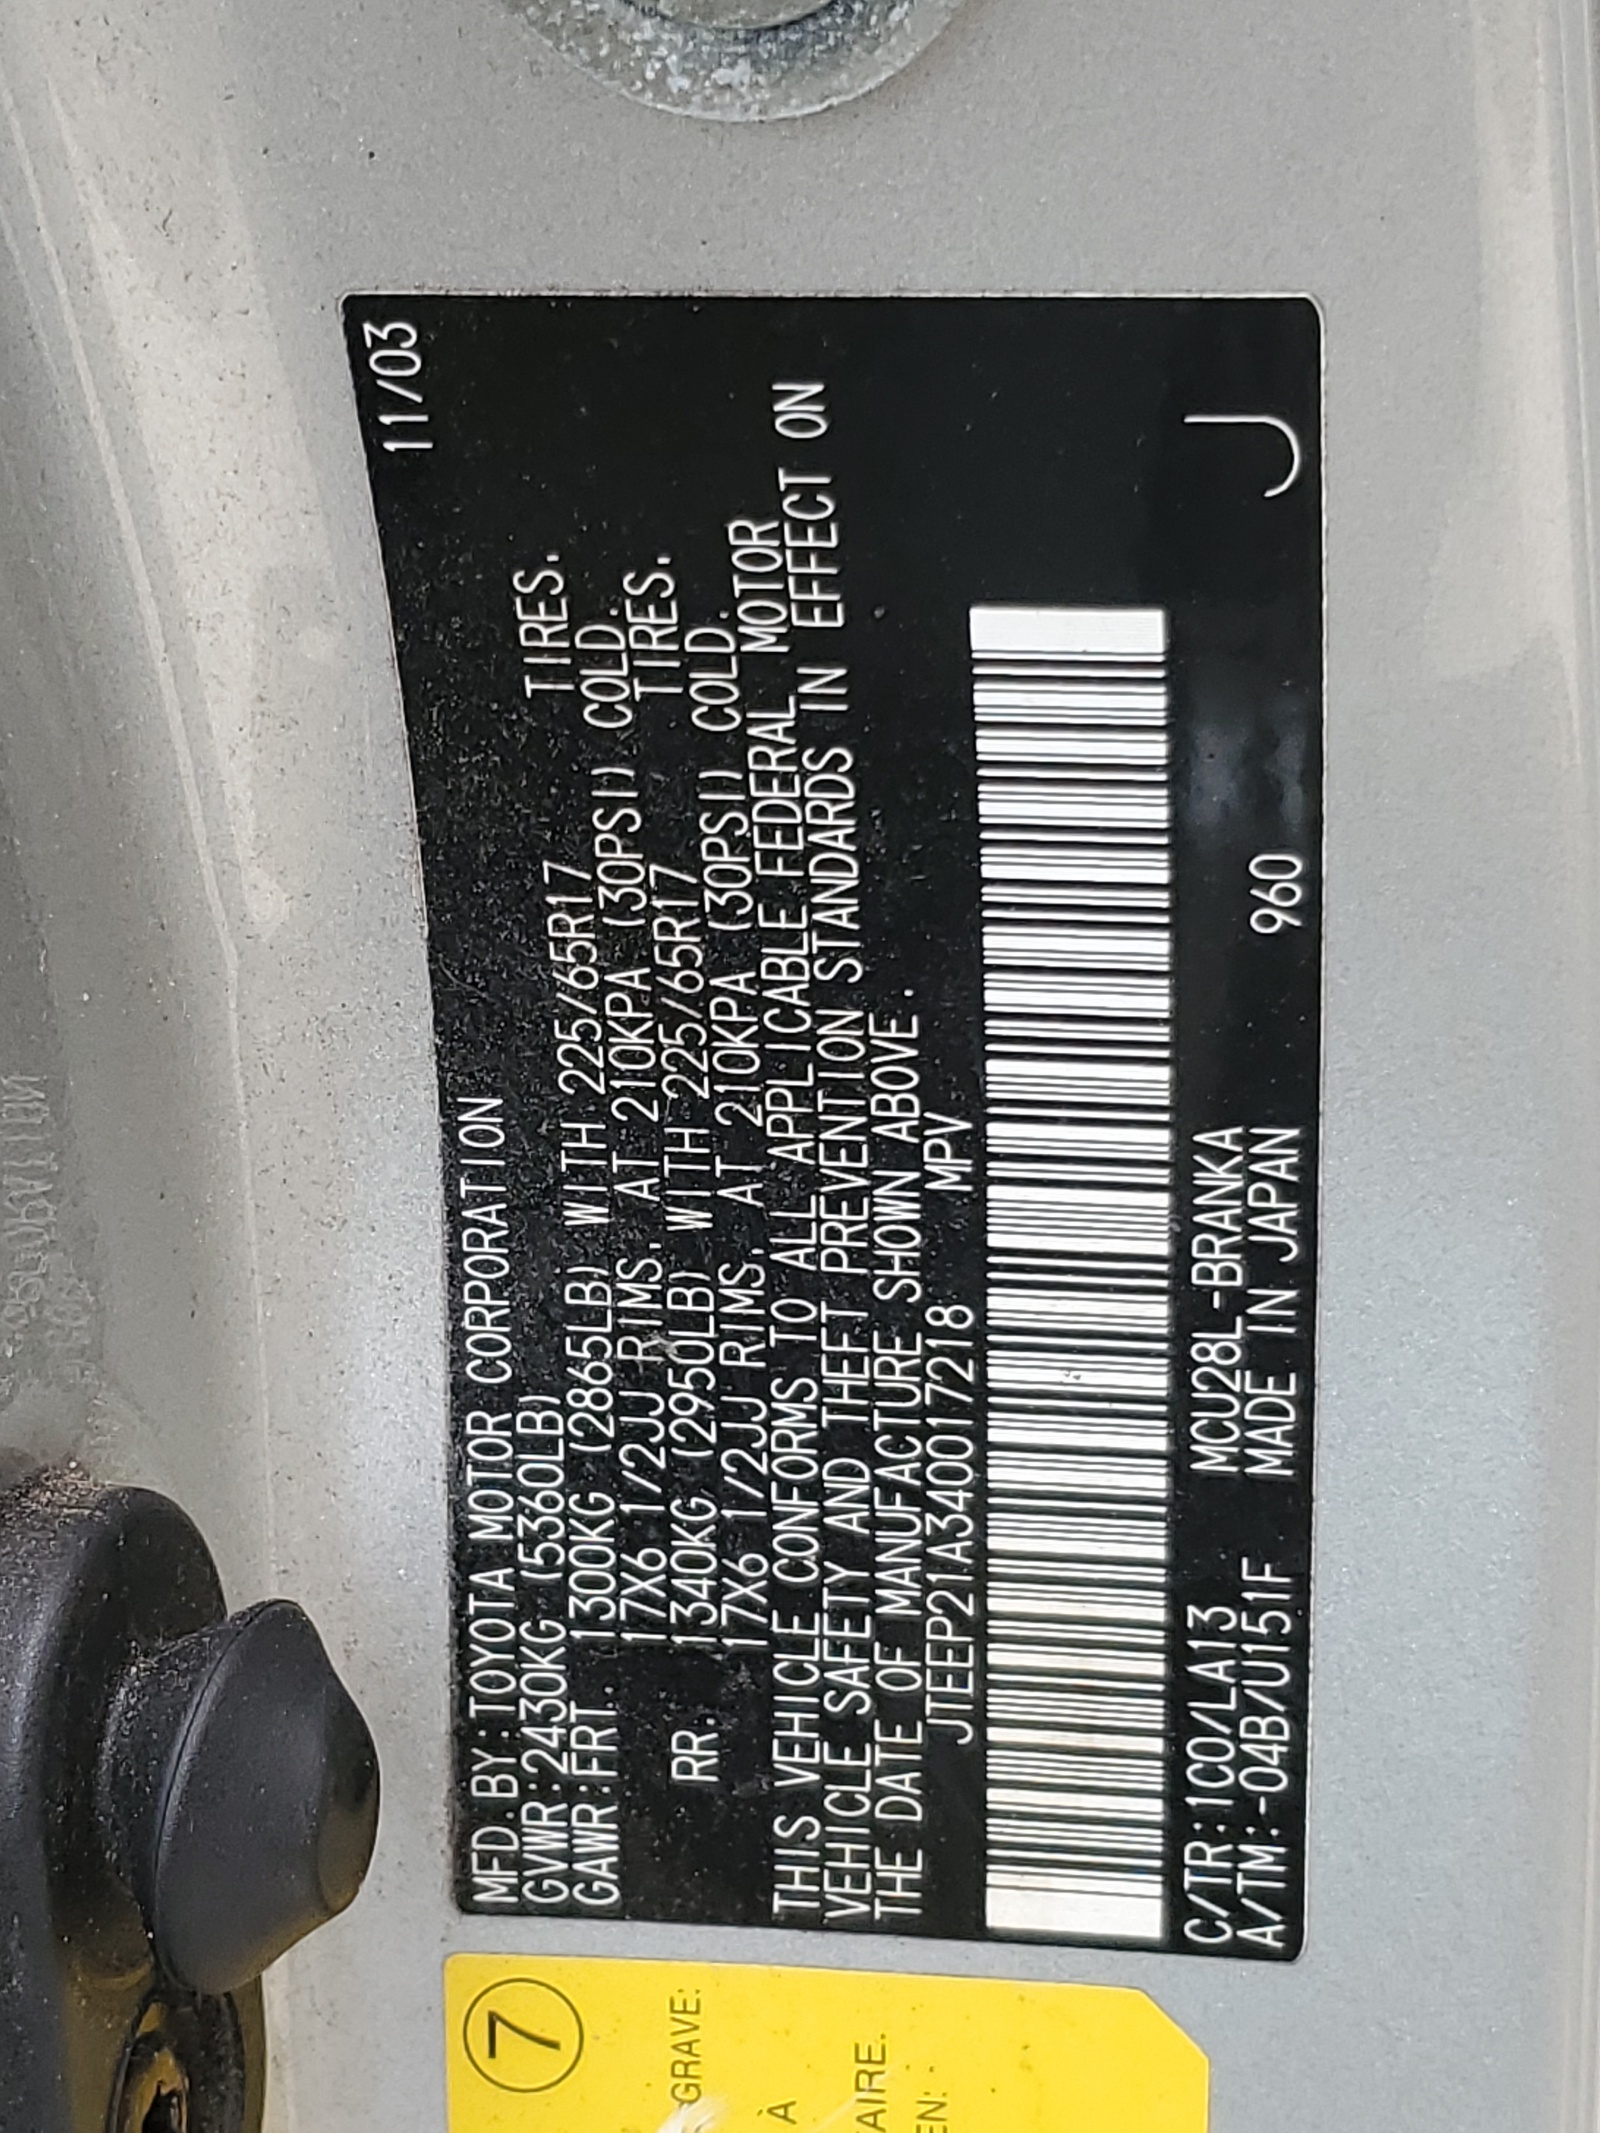 11/03
MFD.BY:TOYOTA MOTOR CORPORATION
GVWR:2430KG (5360LB)
GAWR:FRT. 1300KG (2865LB) WITH 225/65R17 TIRES.
17X6 1/2JJ RIMS. AT 210KPA (30PSI) COLD.
RR. 1340KG (2950LB) WITH 225/65R17 TIRES.
17X6 1/2JJ RIMS. AT 210KPA (30PSI) COLD.
THIS VEHICLE CONFORMS TO ALL APPLICABLE FEDERAL MOTOR
VEHICLE SAFETY AND THEFT PREVENTION STANDARDS IN EFFECT ON
THE DATE OF MANUFACTURE SHOWN ABOVE.
JTEEP21A340017218 MPV
C/TR:1C0/LA13 MCU28L-BRANKA
A/TM:-04B/U151F MADE IN JAPAN 960 J
7
GRAVE:
À
AIRE.
EN: